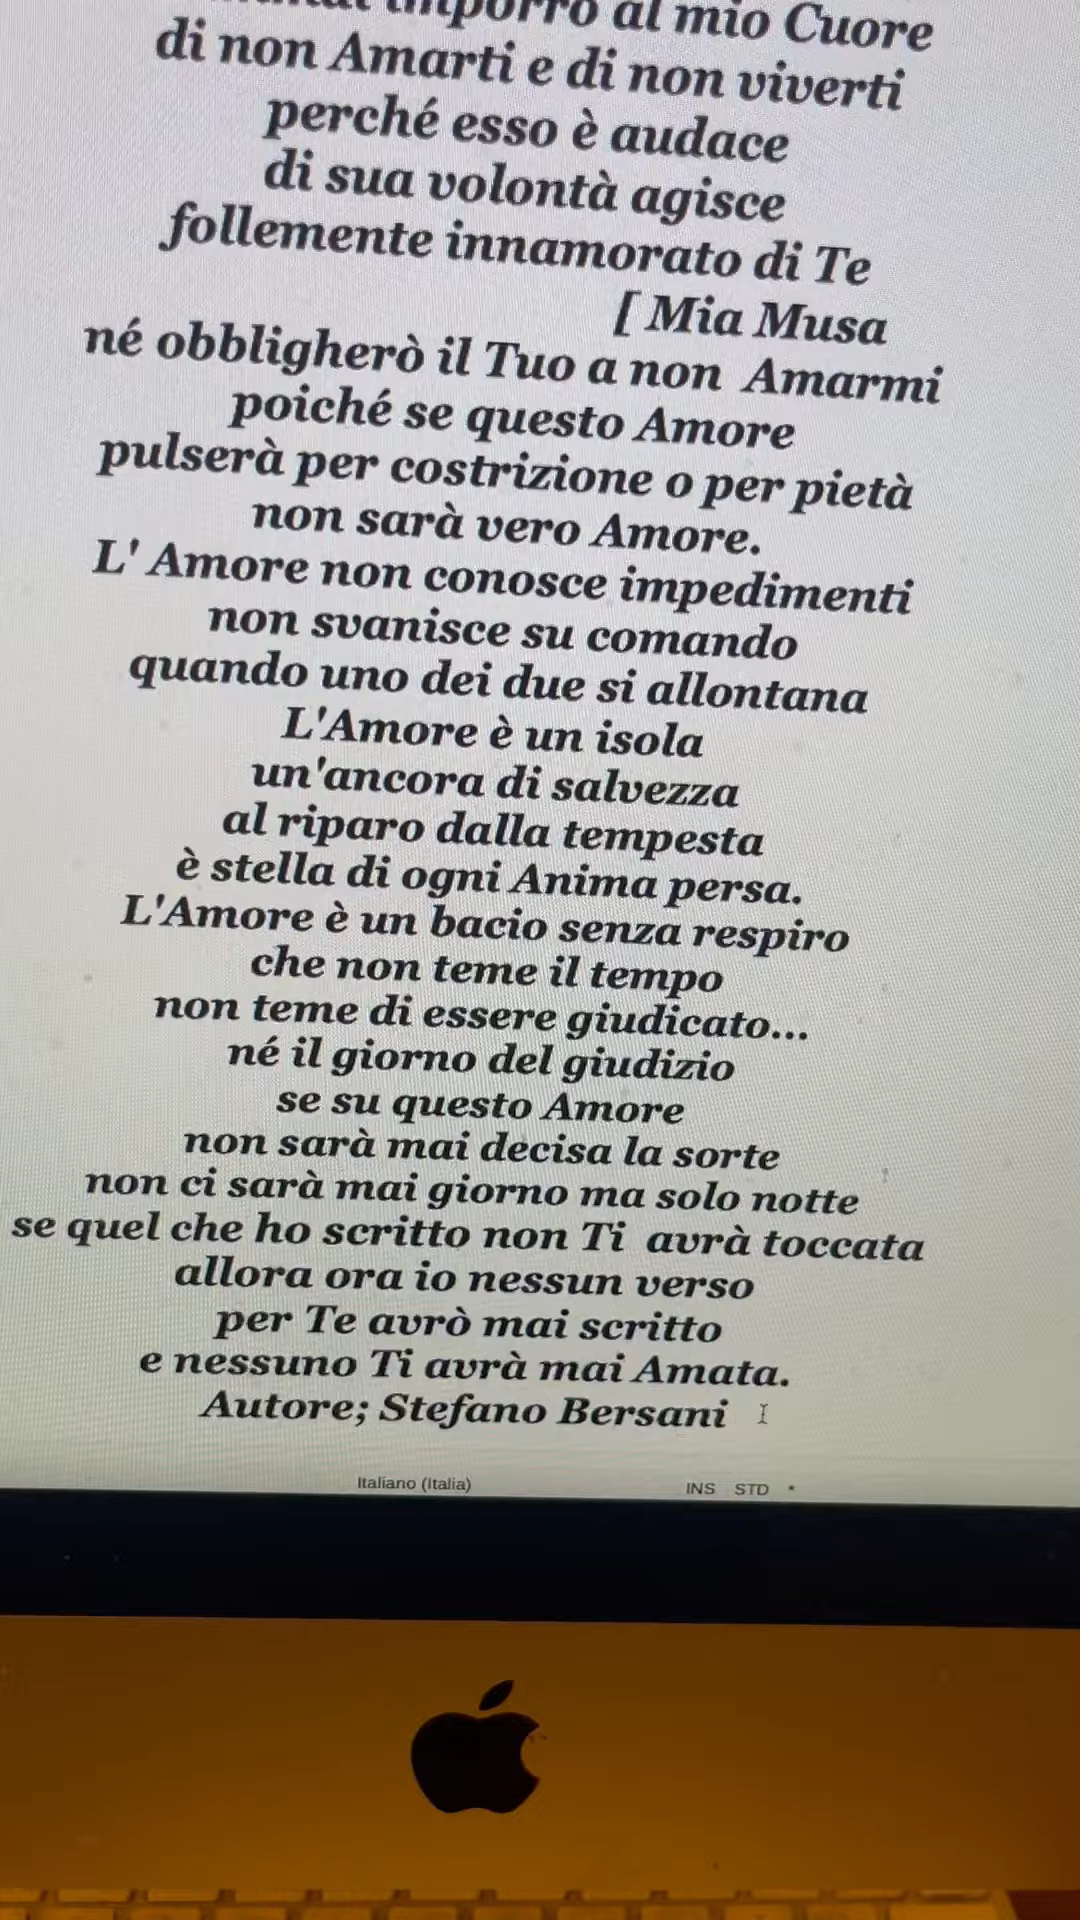 imporrò al mio Cuore
di non Amarti e di non viverti
perché esso è audace
di sua volontà agisce
follemente innamorato di Te
[ Mia Musa
né obbligherò il Tuo a non Amarmi
poiché se questo Amore
pulserà per costrizione o per pietà
non sarà vero Amore.
L' Amore non conosce impedimenti
non svanisce su comando
quando uno dei due si allontana
L'Amore è un isola
un'ancora di salvezza
al riparo dalla tempesta
è stella di ogni Anima persa.
L'Amore è un bacio senza respiro
che non teme il tempo
non teme di essere giudicato...
né il giorno del giudizio
se su questo Amore
non sarà mai decisa la sorte
non ci sarà mai giorno ma solo notte
se quel che ho scritto non Ti avrà toccata
allora ora io nessun verso
per Te avrò mai scritto
e nessuno Ti avrà mai Amata.
Autore; Stefano Bersani
Italiano (Italia) INS STD